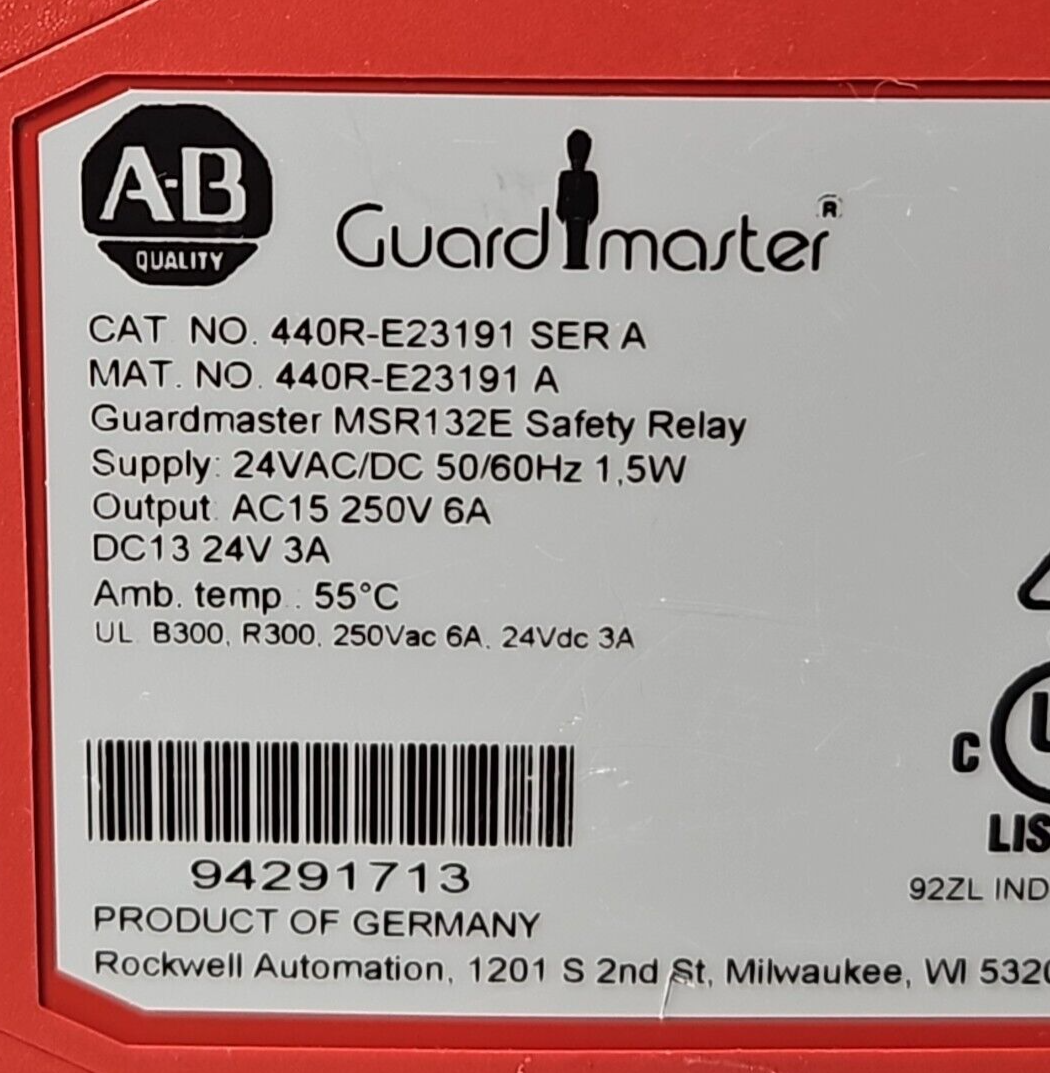 A-B
QUALITY
Guardmaster®
CAT. NO. 440R-E23191 SER A
MAT. NO. 440R-E23191 A
Guardmaster MSR132E Safety Relay
Supply: 24VAC/DC 50/60Hz 1,5W
Output: AC15 250V 6A
DC13 24V 3A
Amb. temp.: 55°C
UL B300, R300, 250Vac 6A, 24Vdc 3A
C U
LIS
94291713
92ZL IND
PRODUCT OF GERMANY
Rockwell Automation, 1201 S 2nd St, Milwaukee, WI 5320